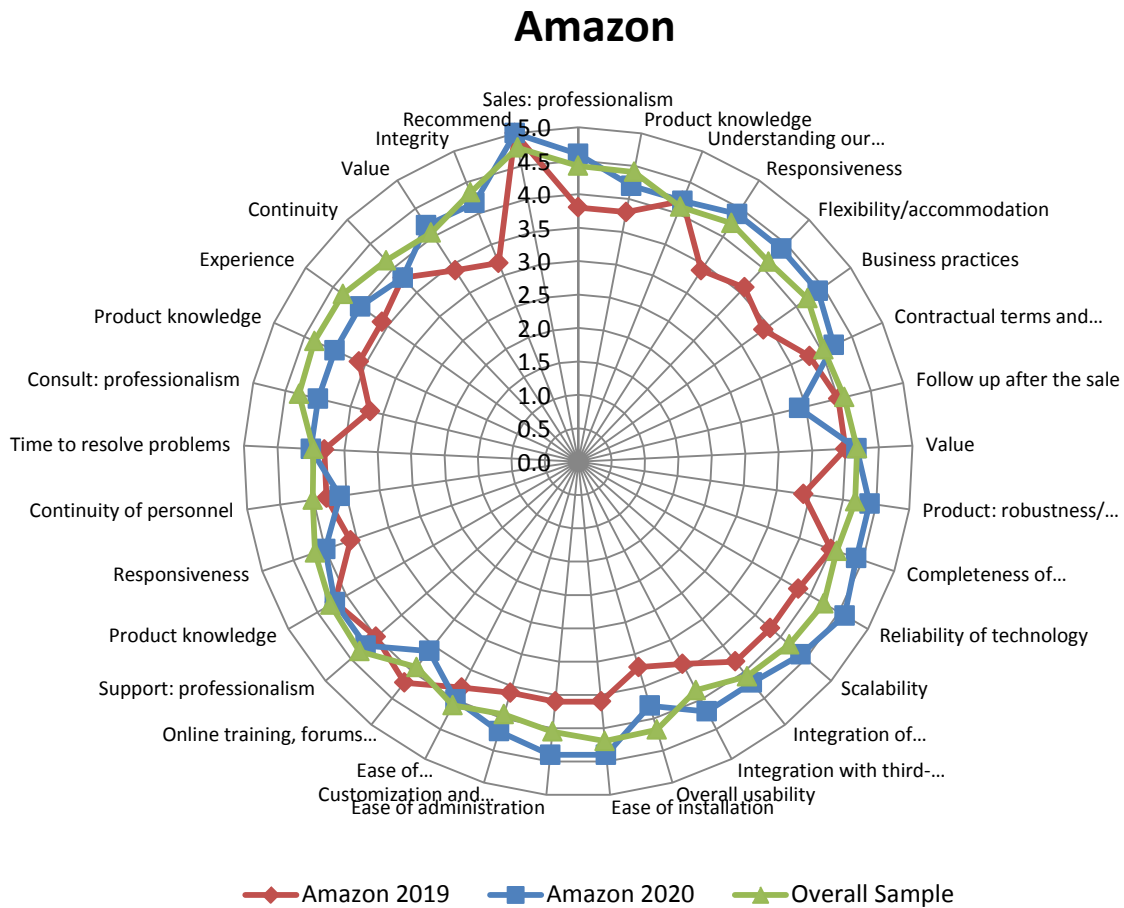 Amazon
Sales: professionalism
Product knowledge
Understanding our...
Responsiveness
Flexibility/accommodation
Business practices
Contractual terms and...
Follow up after the sale
Value
Product: robustness/...
Completeness of...
Reliability of technology
Scalability
Integration of...
Integration with third-...
Overall usability
Ease of installation
Ease of administration
Customization and...
Ease of...
Online training, forums...
Support: professionalism
Product knowledge
Responsiveness
Continuity of personnel
Time to resolve problems
Consult: professionalism
Product knowledge
Experience
Continuity
Value
Integrity
Recommend
5.0
4.5
4.0
3.5
3.0
2.5
2.0
1.5
1.0
0.5
0.0
Amazon 2019
Amazon 2020
Overall Sample